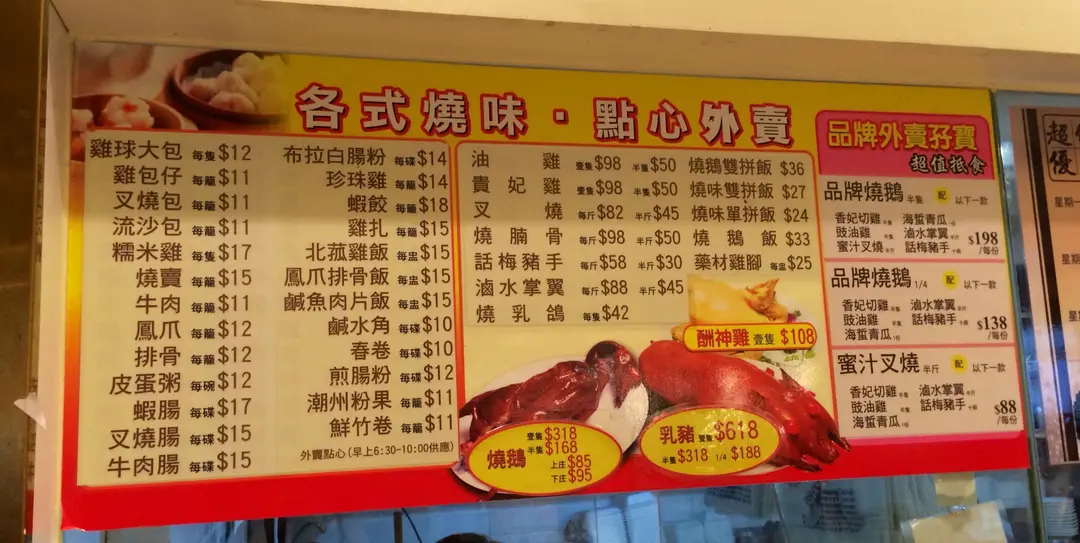 各式燒味·點心外賣
雞球大包 每隻 $12
雞包仔 每籠 $11
叉燒包 每籠 $11
流沙包 每籠 $11
糯米雞 每隻 $17
燒賣 每籠 $15
牛肉 每籠 $11
鳳爪 每籠 $12
排骨 每籠 $12
皮蛋粥 每碗 $12
蝦腸 每碟 $17
叉燒腸 每碟 $15
牛肉腸 每碟 $15
布拉白腸粉 每碟 $14
珍珠雞 每碟 $14
蝦餃 每籠 $18
雞扎 每籠 $15
北菰雞飯 每盅 $15
鳳爪排骨飯 每盅 $15
鹹魚肉片飯 每盅 $15
鹹水角 每碟 $10
春卷 每碟 $10
煎腸粉 每碟 $12
潮州粉果 每籠 $11
鮮竹卷 每籠 $11
外賣點心 (早上6:30-10:00供應)
油雞 壹隻 $98 半隻 $50
貴妃雞 壹隻 $98 半隻 $50
叉燒 每斤 $82 半斤 $45
燒腩骨 每斤 $98 半斤 $50
話梅豬手 每斤 $58 半斤 $30
滷水掌翼 每斤 $88 半斤 $45
燒乳鴿 每隻 $42
燒鵝雙拼飯 $36
燒味雙拼飯 $27
燒味單拼飯 $24
燒鵝飯 $33
藥材雞腳 每盅 $25
酬神雞 壹隻 $108
燒鵝
壹隻 $318
半隻 $168
上庄 $85
下庄 $95
乳豬 壹隻 $618
半隻 $318 1/4 $188
品牌外賣孖寶
超值抵食
品牌燒鵝 半隻 配 以下一款
香妃切雞 半隻 海蜇青瓜
豉油雞 半隻 滷水掌翼
蜜汁叉燒 半斤 話梅豬手
$198
/每份
品牌燒鵝 1/4 配 以下一款
香妃切雞 滷水掌翼
豉油雞 話梅豬手
海蜇青瓜
$138
/每份
蜜汁叉燒 半斤 配 以下一款
香妃切雞 滷水掌翼
豉油雞 話梅豬手
海蜇青瓜
$88
/每份
超
優
星期一
星期